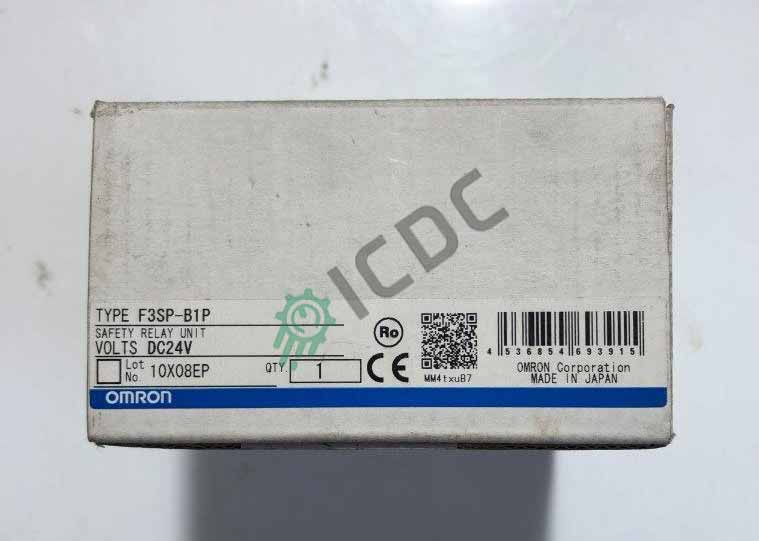 ICDC
TYPE F3SP-B1P
SAFETY RELAY UNIT
VOLTS DC24V
Lot No. 10X08EP QTY. 1
Ro
CE
MM4txuB7
4 536854 693915
OMRON Corporation
MADE IN JAPAN
OMRON